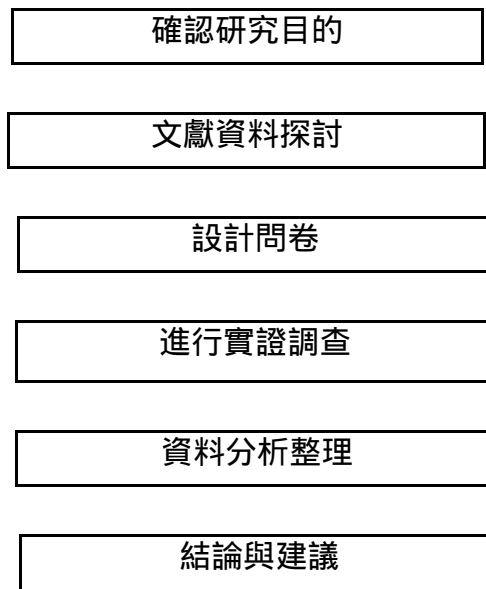 確認研究目的
文獻資料探討
設計問卷
進行實證調查
資料分析整理
結論與建議